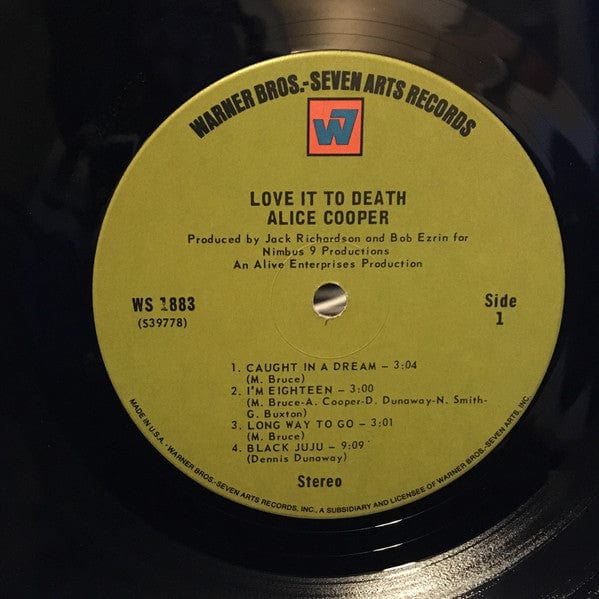 WARNER BROS.-SEVEN ARTS RECORDS
W7
LOVE IT TO DEATH
ALICE COOPER
Produced by Jack Richardson and Bob Ezrin for
Nimbus 9 Productions
An Alive Enterprises Production
WS 1883
(S39778)
Side
1
1. CAUGHT IN A DREAM – 3:04
(M. Bruce)
2. I'M EIGHTEEN – 3:00
(M. Bruce-A. Cooper-D. Dunaway-N. Smith-
G. Buxton)
3. LONG WAY TO GO – 3:01
(M. Bruce)
4. BLACK JUJU – 9:09
(Dennis Dunaway)
Stereo
MADE IN U.S.A. • WARNER BROS.-SEVEN ARTS RECORDS, INC., A SUBSIDIARY AND LICENSEE OF WARNER BROS.-SEVEN ARTS, INC.